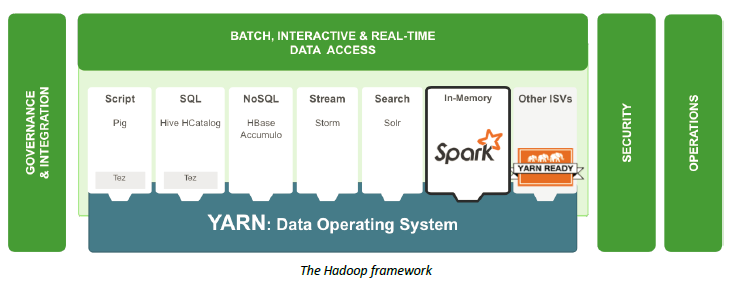 GOVERNANCE
& INTEGRATION
BATCH, INTERACTIVE & REAL-TIME
DATA ACCESS
Script
Pig
Tez
SQL
Hive HCatalog
Tez
NoSQL
HBase
Accumulo
Stream
Storm
Search
Solr
In-Memory
Spark
Other ISVs
YARN READY
YARN: Data Operating System
SECURITY
OPERATIONS
The Hadoop framework